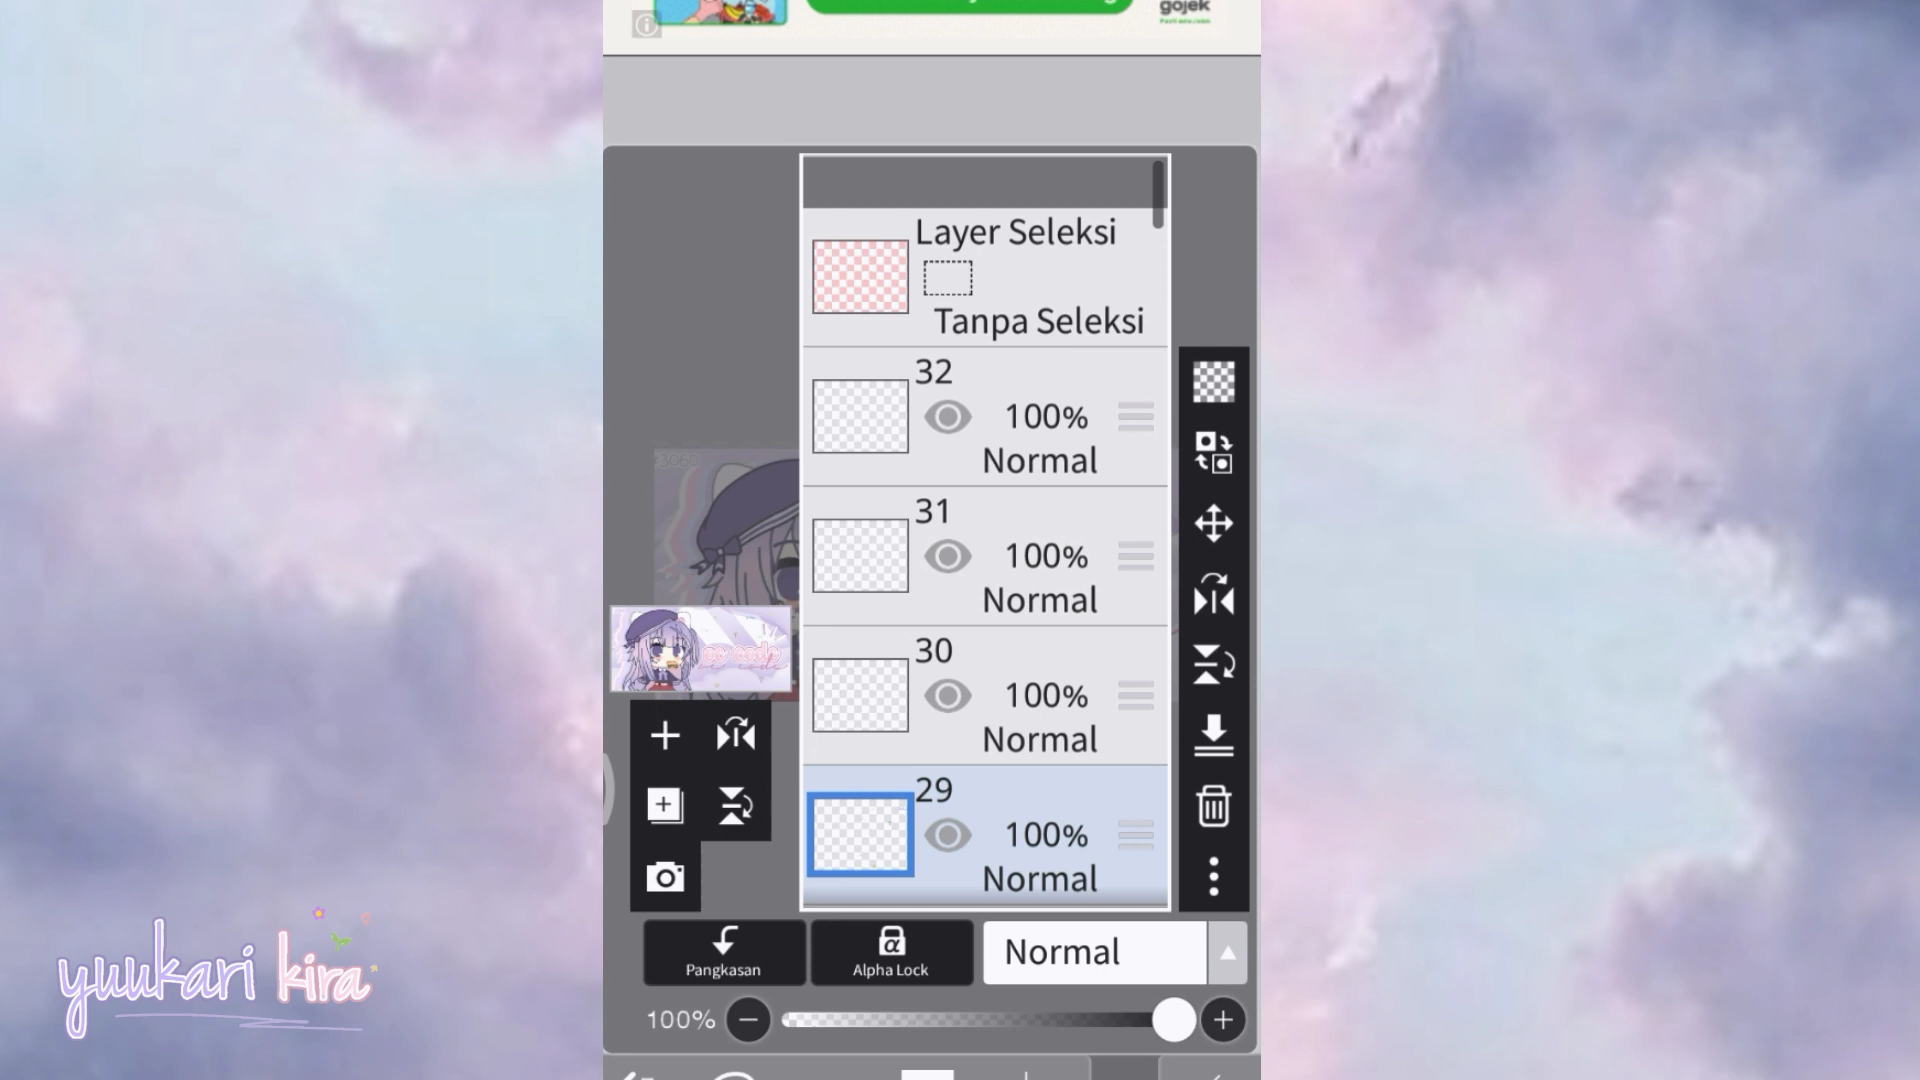 gojek
Layer Seleksi
Tanpa Seleksi
32
100%
Normal
31
100%
Normal
30
100%
Normal
29
100%
Normal
Pangkasan
Alpha Lock
Normal
100%
yuukari kira